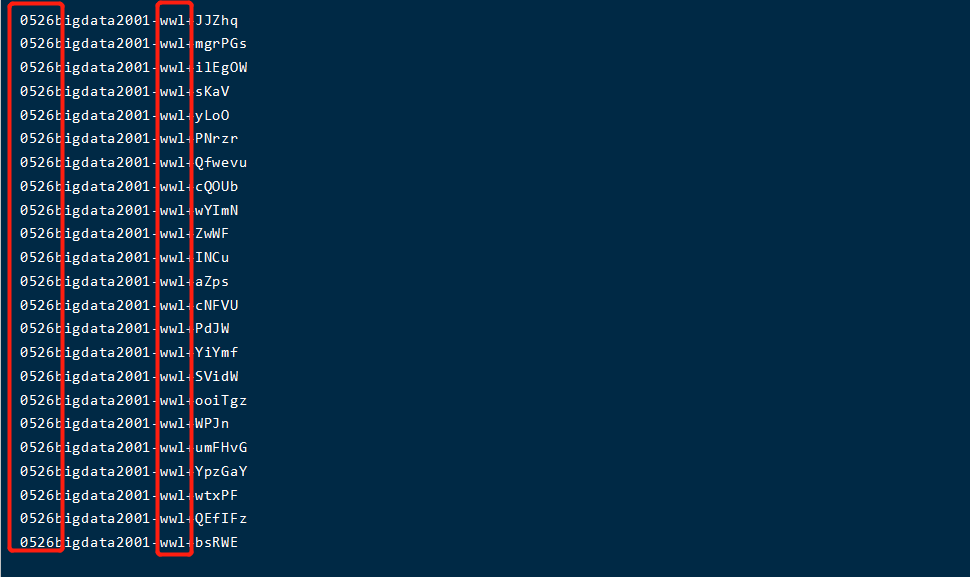 0526bigdata2001-wwl-JJZhq
0526bigdata2001-wwl-mgrPGs
0526bigdata2001-wwl-ilEgOW
0526bigdata2001-wwl-sKaV
0526bigdata2001-wwl-yLoO
0526bigdata2001-wwl-PNrzr
0526bigdata2001-wwl-Qfwevu
0526bigdata2001-wwl-cQOUb
0526bigdata2001-wwl-wYImN
0526bigdata2001-wwl-ZwWF
0526bigdata2001-wwl-INCu
0526bigdata2001-wwl-aZps
0526bigdata2001-wwl-cNFVU
0526bigdata2001-wwl-PdJW
0526bigdata2001-wwl-YiYmf
0526bigdata2001-wwl-SVidW
0526bigdata2001-wwl-ooiTgz
0526bigdata2001-wwl-WPJn
0526bigdata2001-wwl-umFHvG
0526bigdata2001-wwl-YpzGaY
0526bigdata2001-wwl-wtxPF
0526bigdata2001-wwl-QEfIFz
0526bigdata2001-wwl-bsRWE